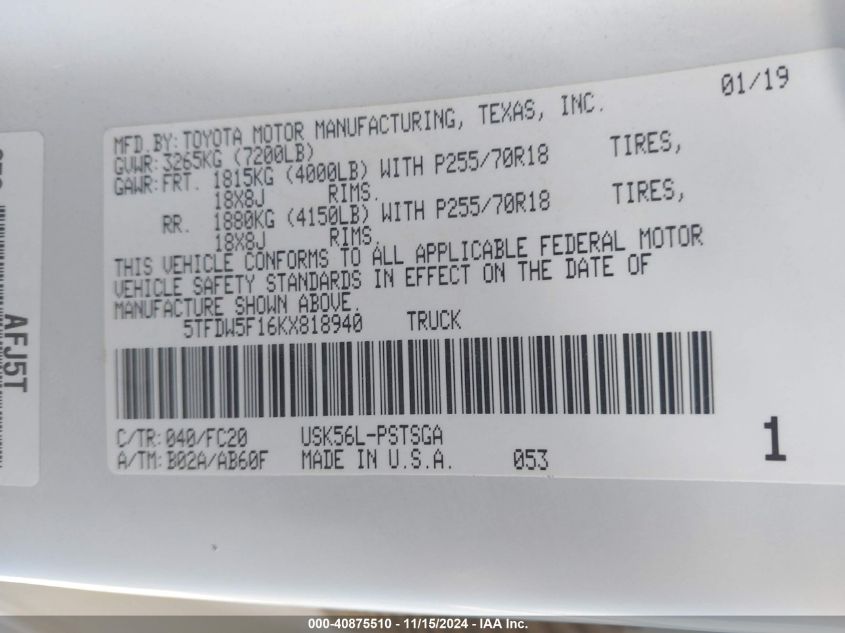 01/19
MFD.BY:TOYOTA MOTOR MANUFACTURING, TEXAS, INC.
GVWR:3265KG (7200LB)
GAWR:FRT. 1815KG (4000LB) WITH P255/70R18 TIRES,
18X8J RIMS.
RR. 1880KG (4150LB) WITH P255/70R18 TIRES,
18X8J RIMS.
THIS VEHICLE CONFORMS TO ALL APPLICABLE FEDERAL MOTOR
VEHICLE SAFETY STANDARDS IN EFFECT ON THE DATE OF
MANUFACTURE SHOWN ABOVE.
5TFDW5F16KX818940 TRUCK
C/TR:040/FC20 USK56L-PSTSGA
A/TM:B02A/AB60F MADE IN U.S.A. 053
1
AFJ5T
000-40875510 - 11/15/2024 - IAA Inc.